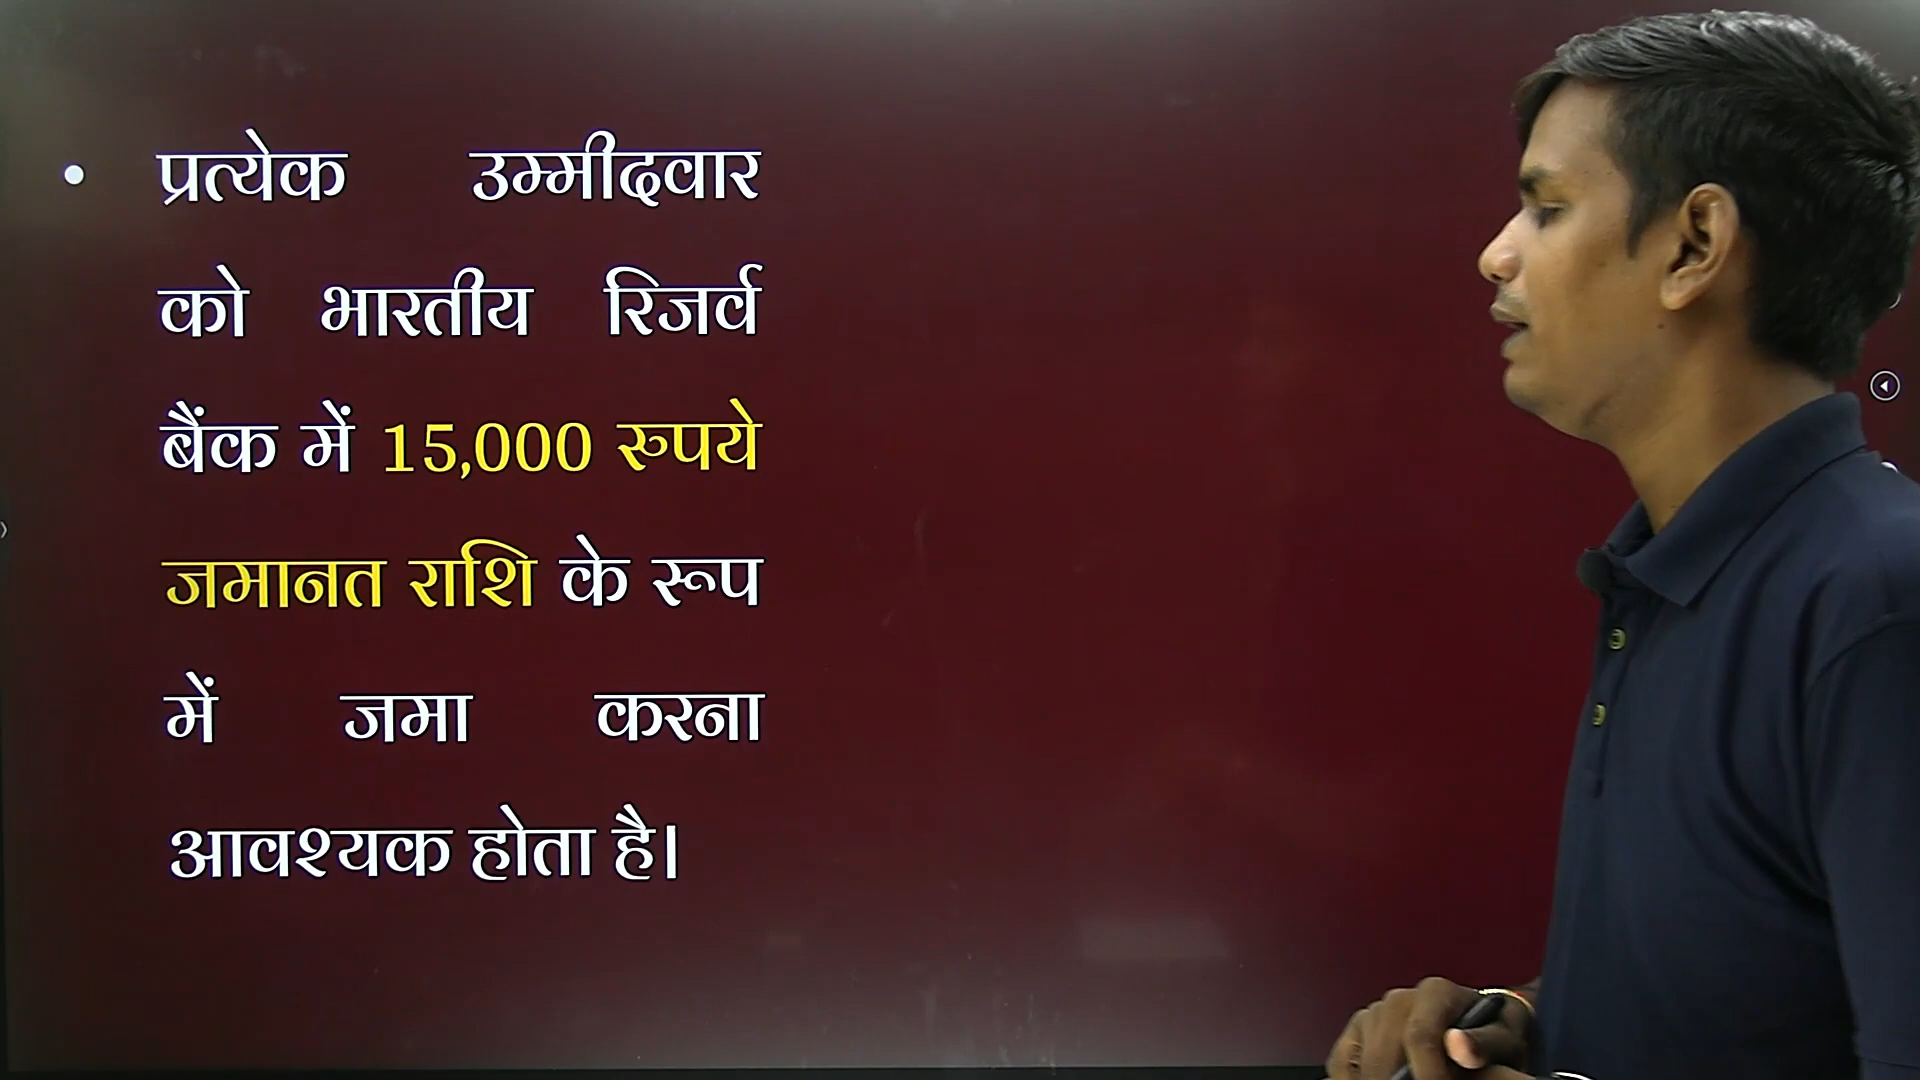 • प्रत्येक उम्मीदवार
को भारतीय रिजर्व
बैंक में 15,000 रुपये
जमानत राशि के रूप
में जमा करना
आवश्यक होता है।